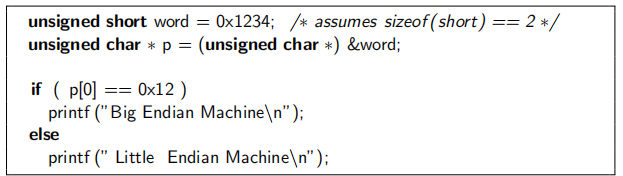 unsigned short word = 0x1234; /* assumes sizeof(short) == 2 */
unsigned char * p = (unsigned char *) &word;
if ( p[0] == 0x12 )
printf ("Big Endian Machine\n");
else
printf (" Little Endian Machine\n");